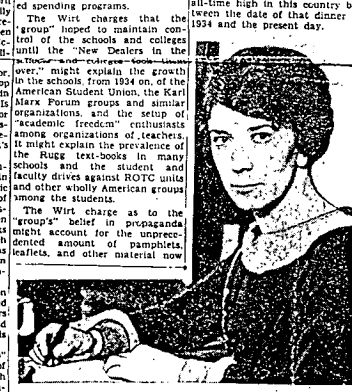 ed spending programs.
The Wirt charges that the
"group" hoped to maintain con-
trol of the schools and colleges
until the "New Dealers in the
schools and colleges took them
over," might explain the growth
in the schools, from 1934 on, of the
American Student Union, the Karl
Marx Forum groups and similar
organizations, and the setup of
"academic freedcm" enthusiasts
among organizations of teachers.
It might explain the prevalence of
the Rugg text-books in many
schools and the student and
faculty drives against ROTC units
and other wholly American groups
among the students.
The Wirt charge as to the
"group's" belief in propaganda
might account for the unprece-
dented amount of pamphlets,
leaflets, and other material now
all-time high in this country b
tween the date of that dinner
1934 and the present day.